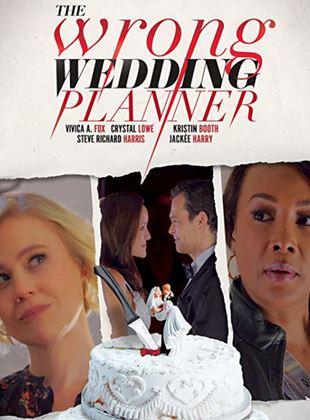 THE
wrong
WEDDING
PLANNER
VIVICA A. FOX CRYSTAL LOWE KRISTIN BOOTH
STEVE RICHARD HARRIS JACKÉE HARRY